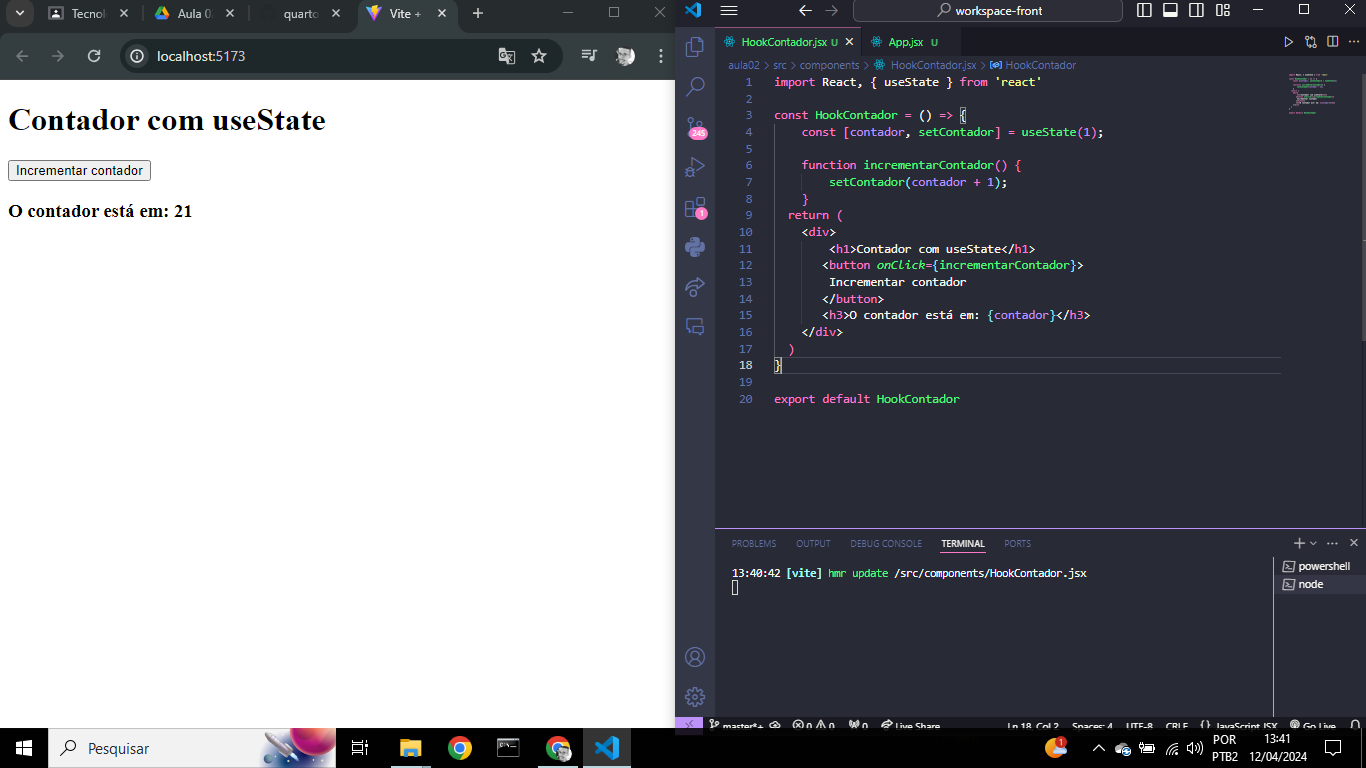 Tecnol
Aula 0
quarto
Vite +
localhost:5173
Contador com useState
Incrementar contador
O contador está em: 21
workspace-front
HookContador.jsx U
App.jsx U
aula02 > src > components > HookContador.jsx > HookContador
1 import React, { useState } from 'react'
2
3 const HookContador = () => {
4 const [contador, setContador] = useState(1);
5
6 function incrementarContador() {
7 setContador(contador + 1);
8 }
9 return (
10 <div>
11 <h1>Contador com useState</h1>
12 <button onClick={incrementarContador}>
13 Incrementar contador
14 </button>
15 <h3>O contador está em: {contador}</h3>
16 </div>
17 )
18 }
19
20 export default HookContador
245
1
PROBLEMS OUTPUT DEBUG CONSOLE TERMINAL PORTS
13:40:42 [vite] hmr update /src/components/HookContador.jsx
powershell
node
master*+ 0 0 0 Live Share Ln 18, Col 2 Spaces: 4 UTF-8 CRLF {} JavaScript JSX Go Live
Pesquisar
1
POR
PTB2
13:41
12/04/2024